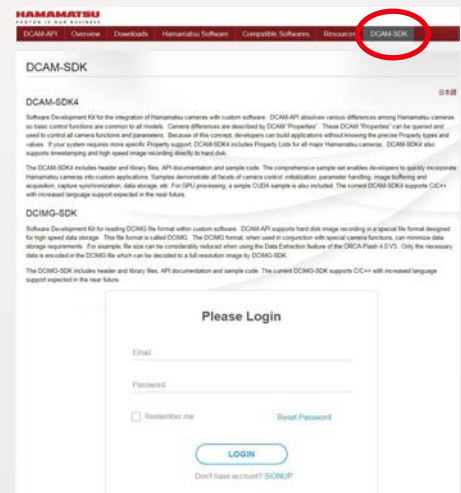 HAMAMATSU
PHOTON IS OUR BUSINESS
DCAM-API Overview Downloads Hamamatsu Software Compatible Softwares Resources DCAM-SDK
DCAM-SDK
日本語
DCAM-SDK4
Software Development Kit for the integration of Hamamatsu cameras with custom software. DCAM-API absolves various differences among Hamamatsu cameras
so basic control functions are common to all models. Camera differences are described by DCAM "Properties". These DCAM "Properties" can be queried and
used to control all camera functions and parameters. Because of this concept, developers can build applications without knowing the precise Property types and
values. If your system requires more specific Property support, DCAM-SDK4 includes Property Lists for all major Hamamatsu cameras. DCAM-SDK4 also
supports timestamping and high speed image recording directly to hard disk.
The DCAM-SDK4 includes header and library files, API documentation and sample code. The comprehensive sample set enables developers to quickly incorporate
Hamamatsu cameras into custom applications. Samples demonstrate all facets of camera control: initialization, parameter handling, image buffering and
acquisition, capture synchronization, data storage, etc. For GPU processing, a simple CUDA sample is also included. The current DCAM-SDK4 supports C/C++
with increased language support expected in the near future.
DCIMG-SDK
Software Development Kit for reading DCIMG file format within custom software. DCAM-API supports hard disk image recording in a special file format designed
for high speed data storage. This file format is called DCIMG. The DCIMG format, when used in conjunction with special camera functions, can minimize data
storage requirements. For example, file size can be considerably reduced when using the Data Extraction feature of the ORCA-Flash 4.0 V3. Only the necessary
data is encoded in the DCIMG file which can be decoded to a full resolution image by DCIMG-SDK.
The DCIMG-SDK includes header and library files, API documentation and sample code. The current DCIMG-SDK supports C/C++ with increased language
support expected in the near future.
Please Login
Email
Password
Remember me Reset Password
LOGIN
Don't have account? SIGNUP